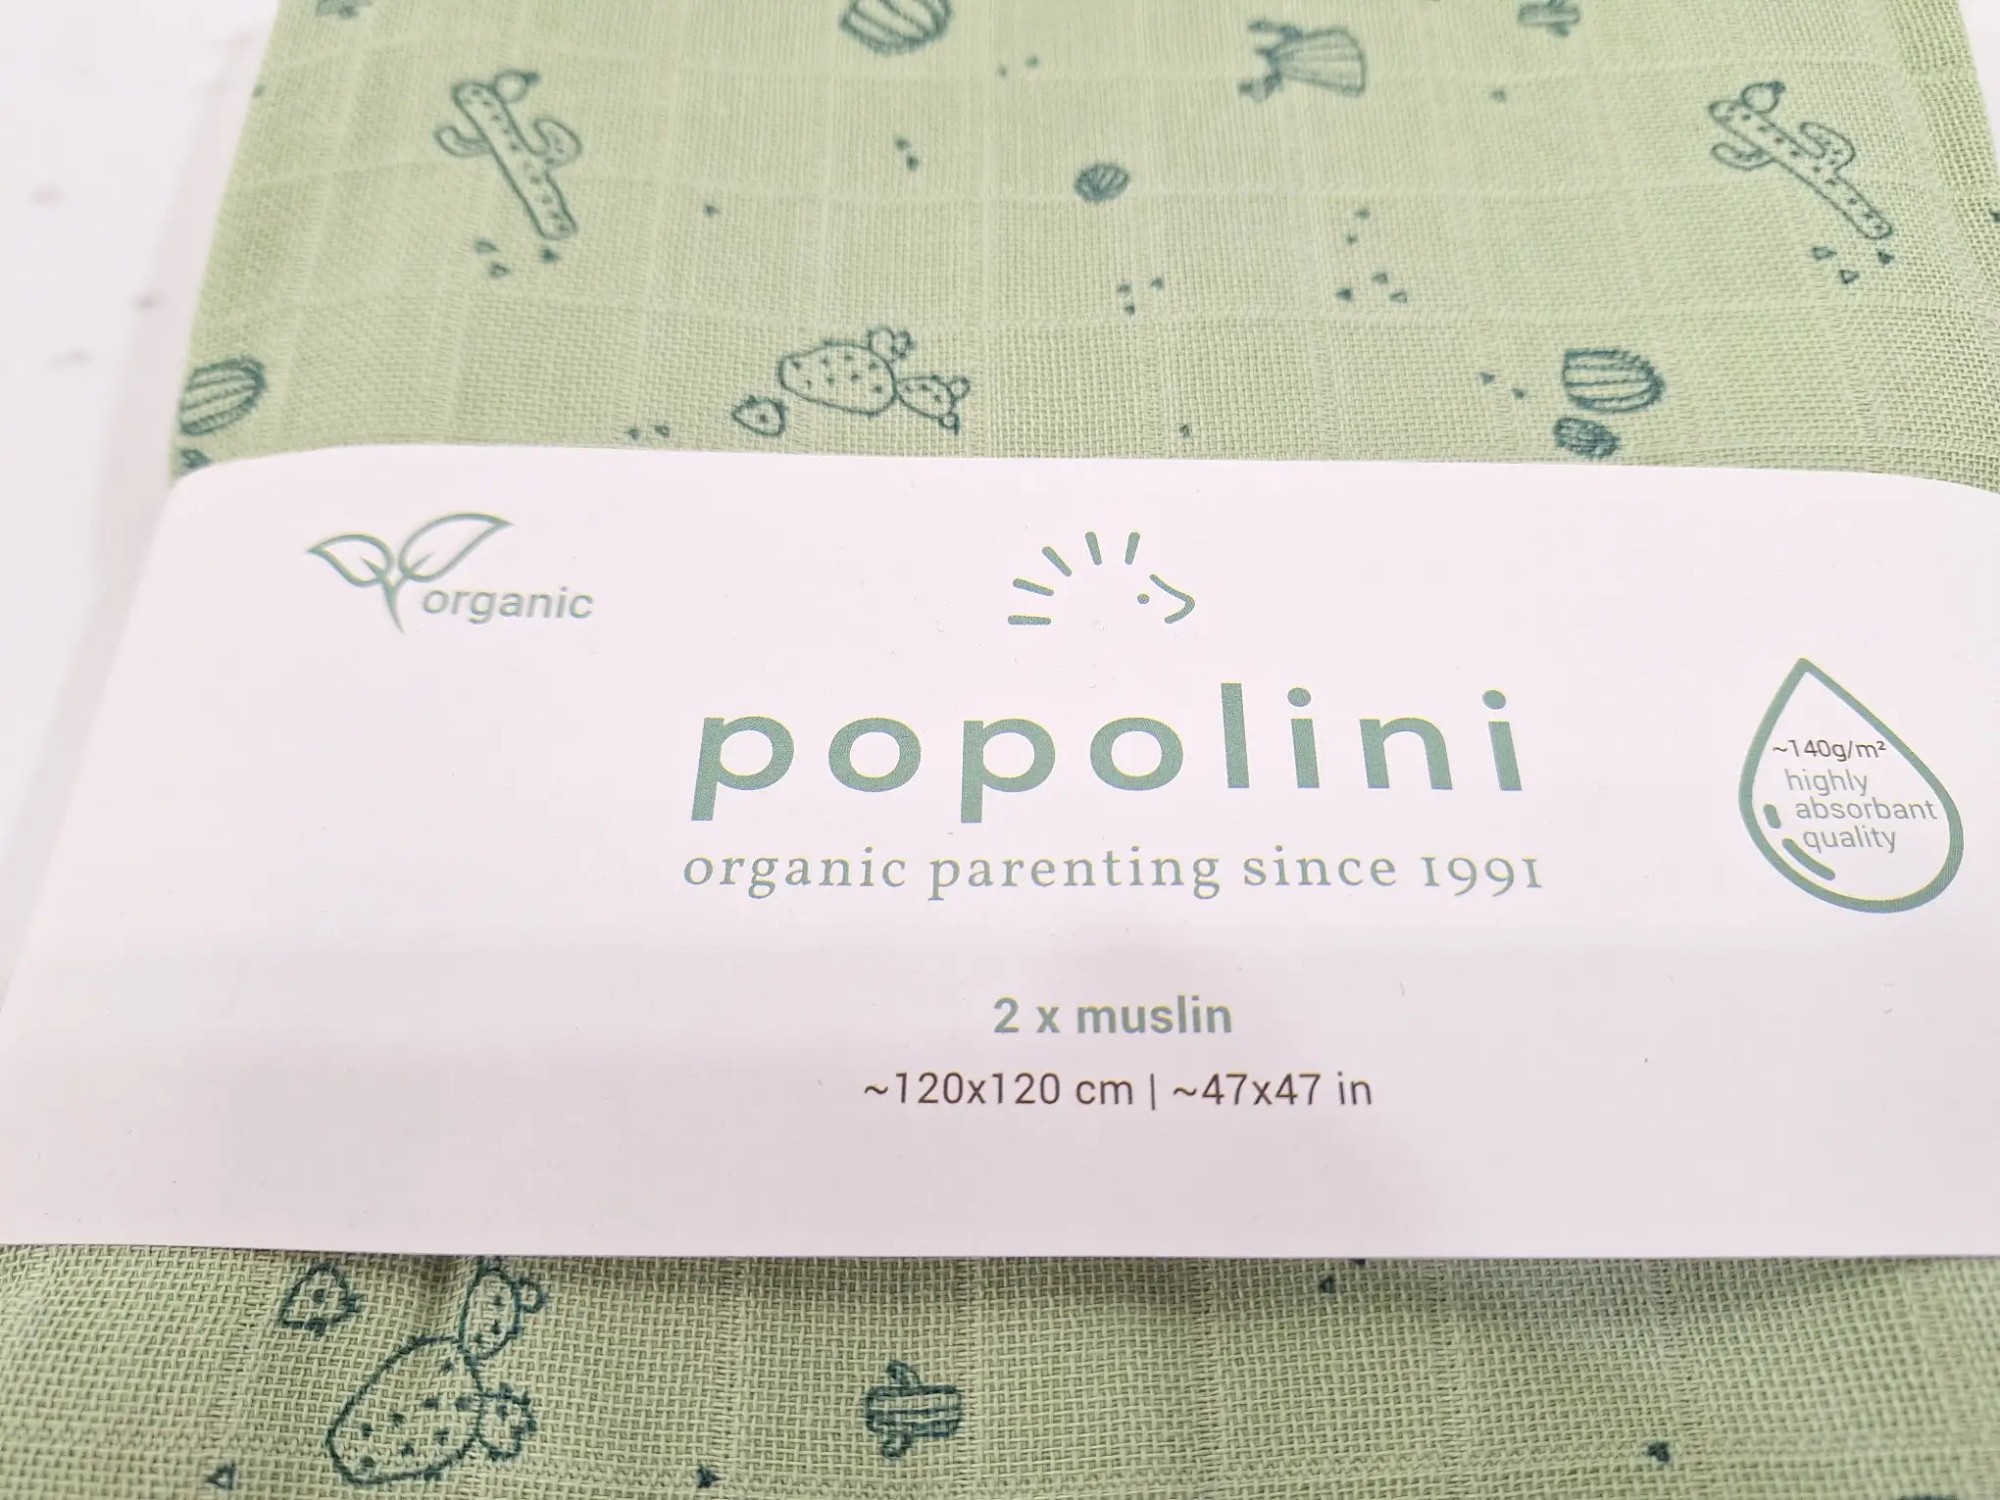 organic
popolini
organic parenting since 1991
~140g/m²
highly
absorbant
quality
2 x muslin
~120x120 cm | ~47x47 in